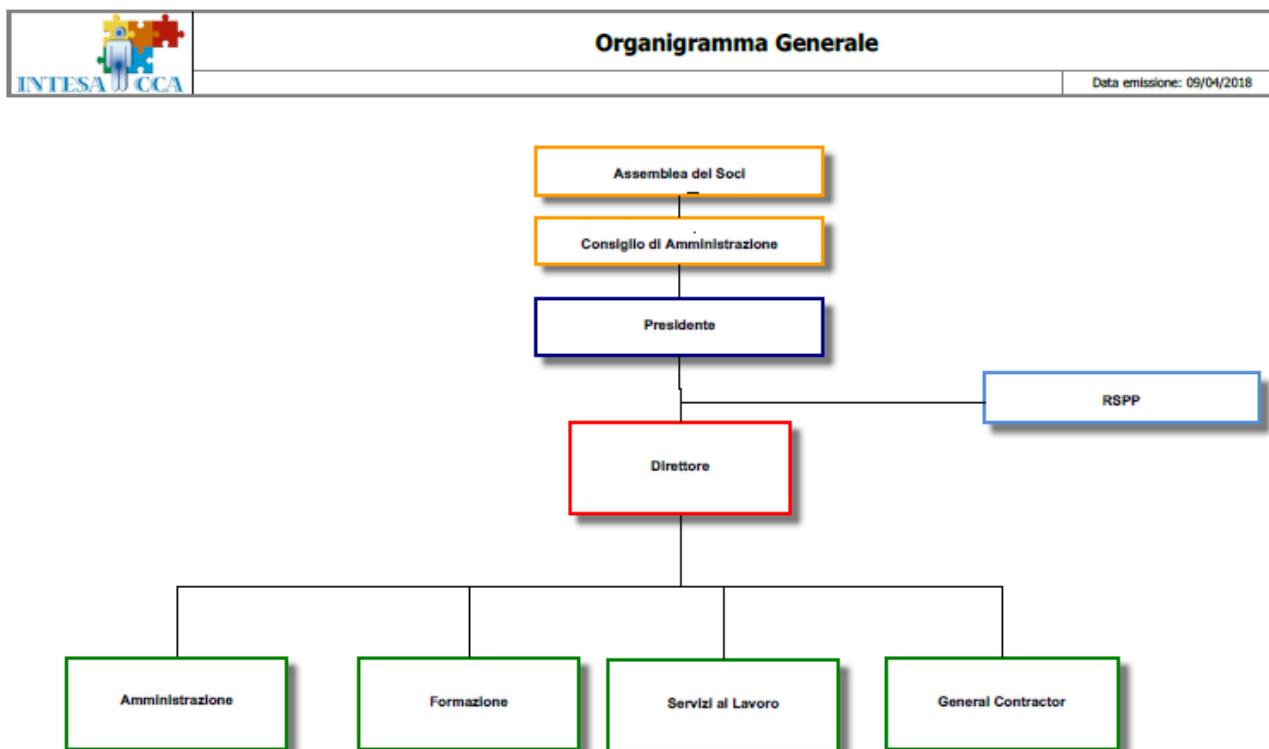 INTESA CCA
Organigramma Generale
Data emissione: 09/04/2018
Assemblea dei Soci
Consiglio di Amministrazione
Presidente
RSPP
Direttore
Amministrazione
Formazione
Servizi al Lavoro
General Contractor